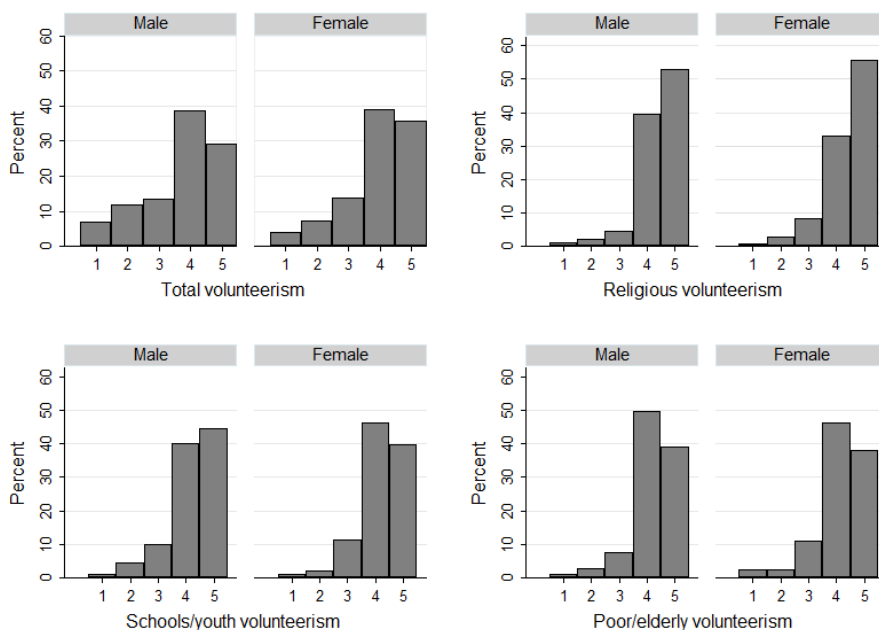 Male Female
Percent
0 10 20 30 40 50 60
1 2 3 4 5 1 2 3 4 5
Total volunteerism
Male Female
Percent
0 10 20 30 40 50 60
1 2 3 4 5 1 2 3 4 5
Religious volunteerism
Male Female
Percent
0 10 20 30 40 50 60
1 2 3 4 5 1 2 3 4 5
Schools/youth volunteerism
Male Female
Percent
0 10 20 30 40 50 60
1 2 3 4 5 1 2 3 4 5
Poor/elderly volunteerism